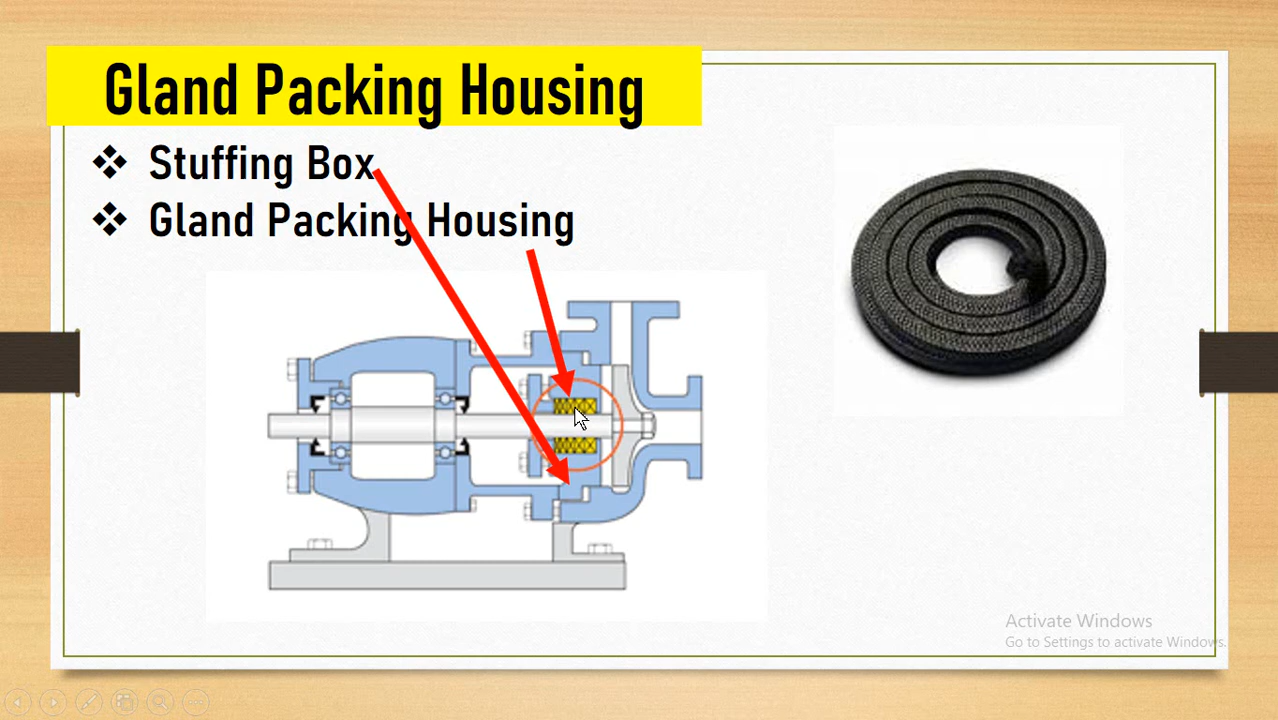 Gland Packing Housing
Stuffing Box
Gland Packing Housing
Activate Windows
Go to Settings to activate Windows.